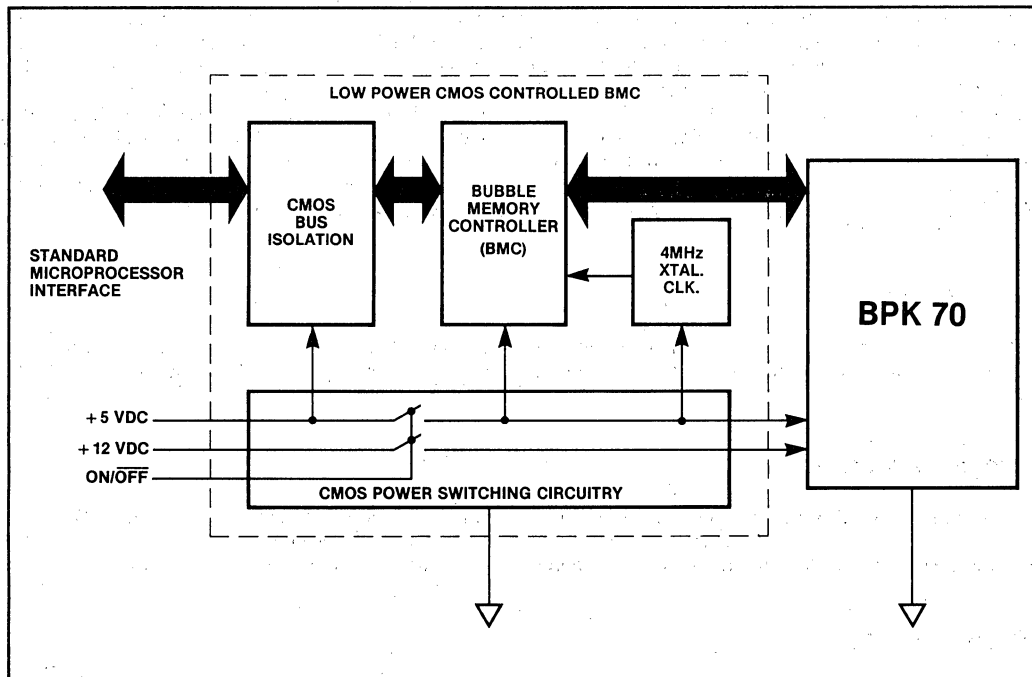 LOW POWER CMOS CONTROLLED BMC
CMOS
BUS
ISOLATION
BUBBLE
MEMORY
CONTROLLER
(BMC)
4MHz
XTAL.
CLK.
STANDARD
MICROPROCESSOR
INTERFACE
BPK 70
+5 VDC
+12 VDC
ON/O̅F̅F̅
CMOS POWER SWITCHING CIRCUITRY